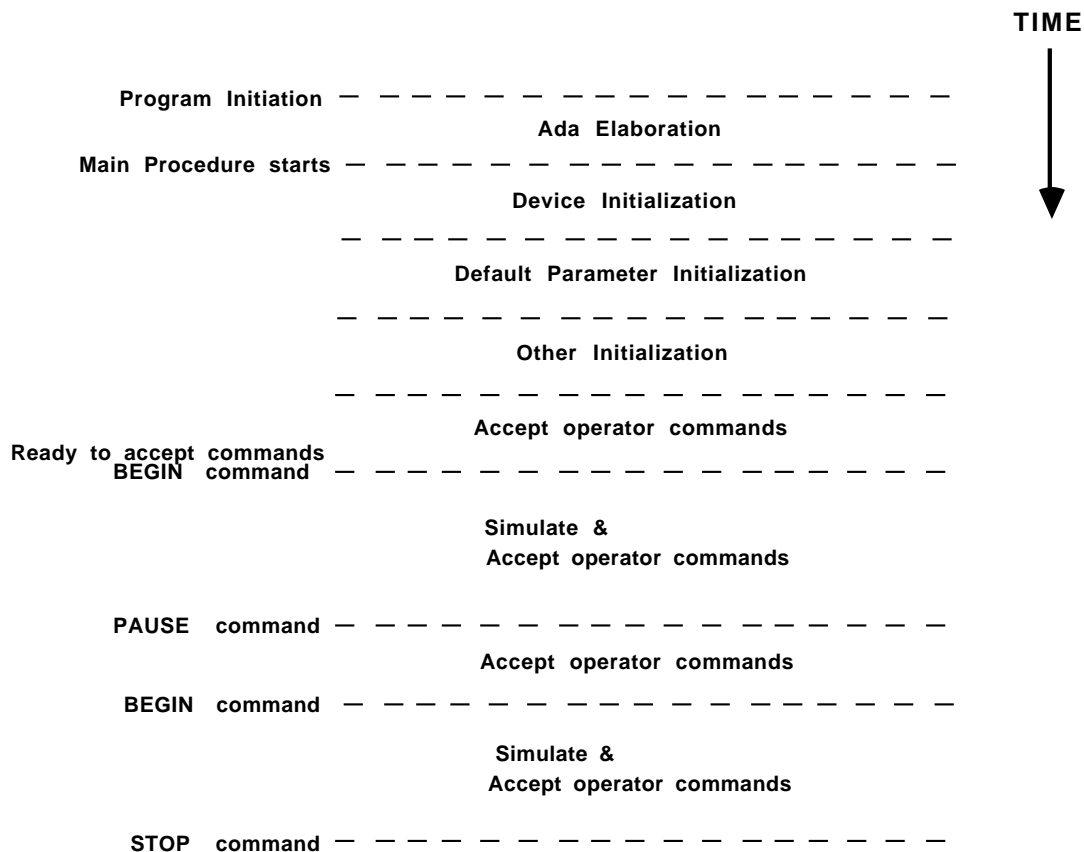 TIME
Program Initiation
Ada Elaboration
Main Procedure starts
Device Initialization
Default Parameter Initialization
Other Initialization
Accept operator commands
Ready to accept commands
BEGIN command
Simulate &
Accept operator commands
PAUSE command
Accept operator commands
BEGIN command
Simulate &
Accept operator commands
STOP command